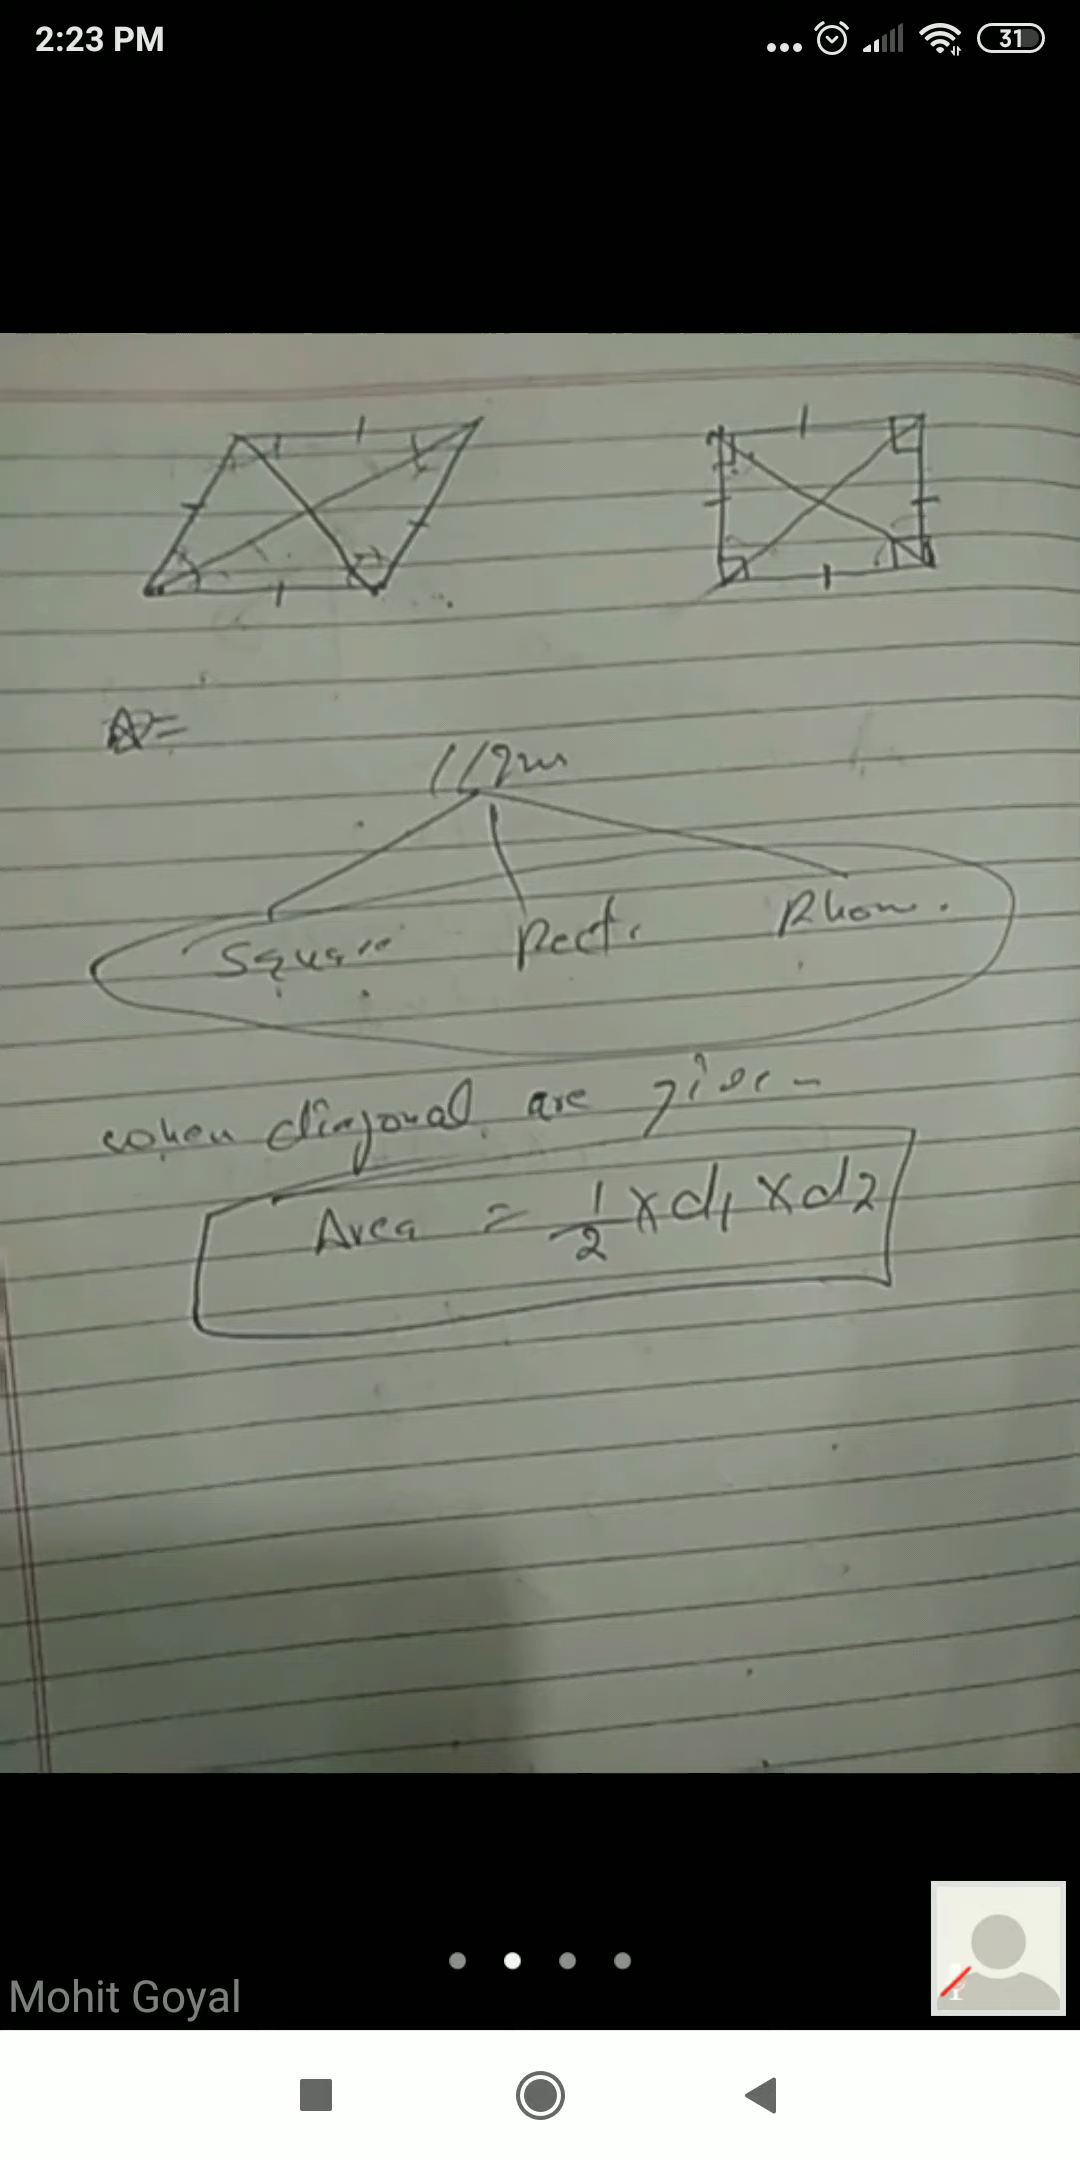 2:23 PM
31
A=
//gm
Square
Rect.
Rhom.
when diagonal are given
Area = 1/2 x d1 x d2
Mohit Goyal